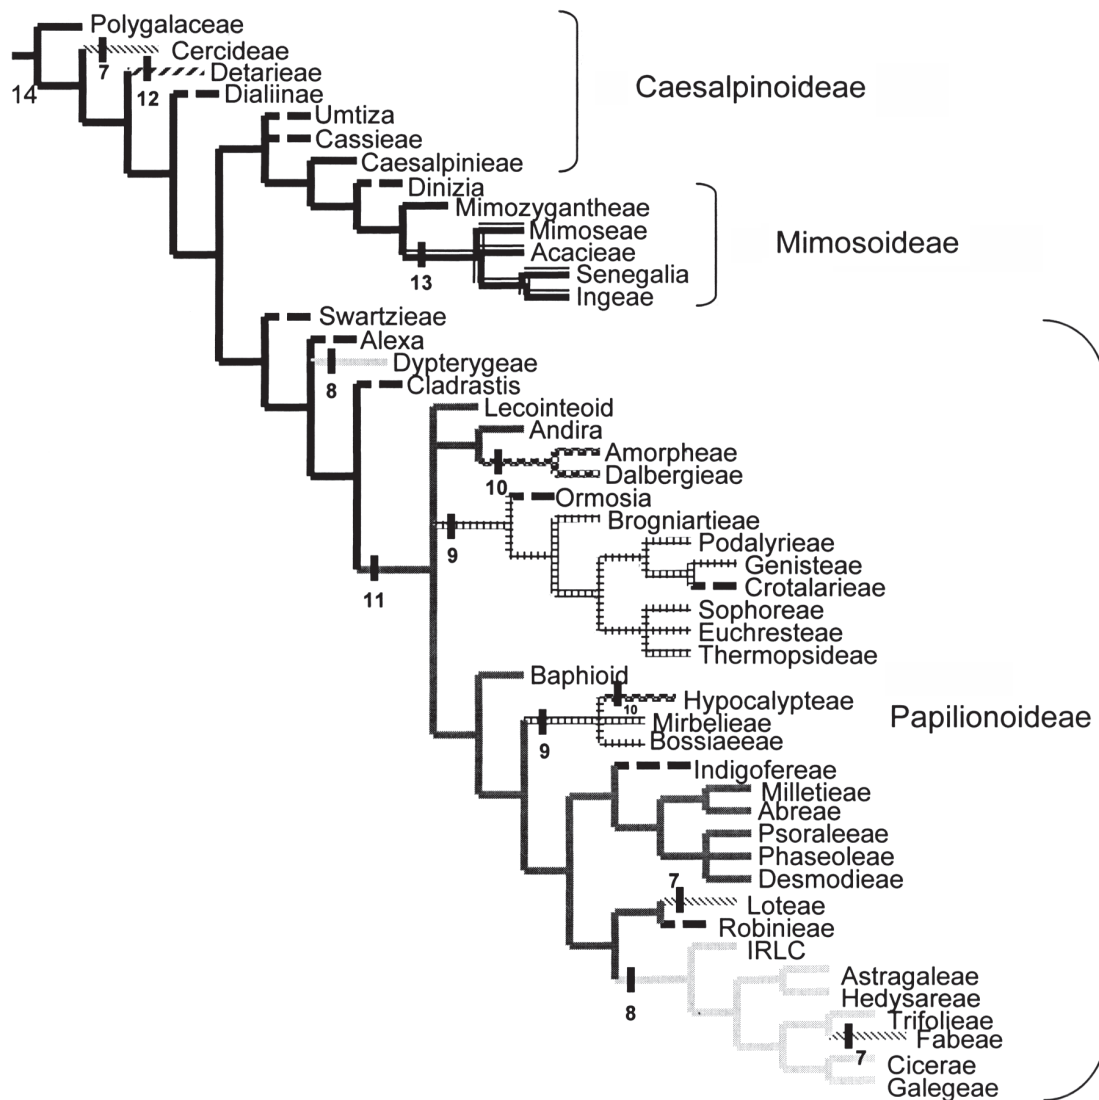 Polygalaceae
Cercideae
7
Detarieae
14
12
Dialiinae
Caesalpinoideae
Umtiza
Cassieae
Caesalpinieae
Dinizia
Mimozygantheae
Mimoseae
Mimosoideae
Acacieae
13
Senegalia
Ingeae
Swartzieae
Alexa
Dypterygeae
8
Cladrastis
Lecointeoid
Andira
Amorpheae
Dalbergieae
10
Ormosia
Brogniartieae
9
Podalyrieae
Genisteae
Crotalarieae
11
Sophoreae
Euchresteae
Thermopsideae
Baphioid
Hypocalypteae
10
Papilionoideae
Mirbelieae
9
Bossiaeeae
Indigofereae
Milletieae
Abreae
Psoraleeae
Phaseoleae
Desmodieae
7
Loteae
Robinieae
IRLC
Astragaleae
Hedysareae
8
Trifolieae
Fabeae
7
Cicerae
Galegeae